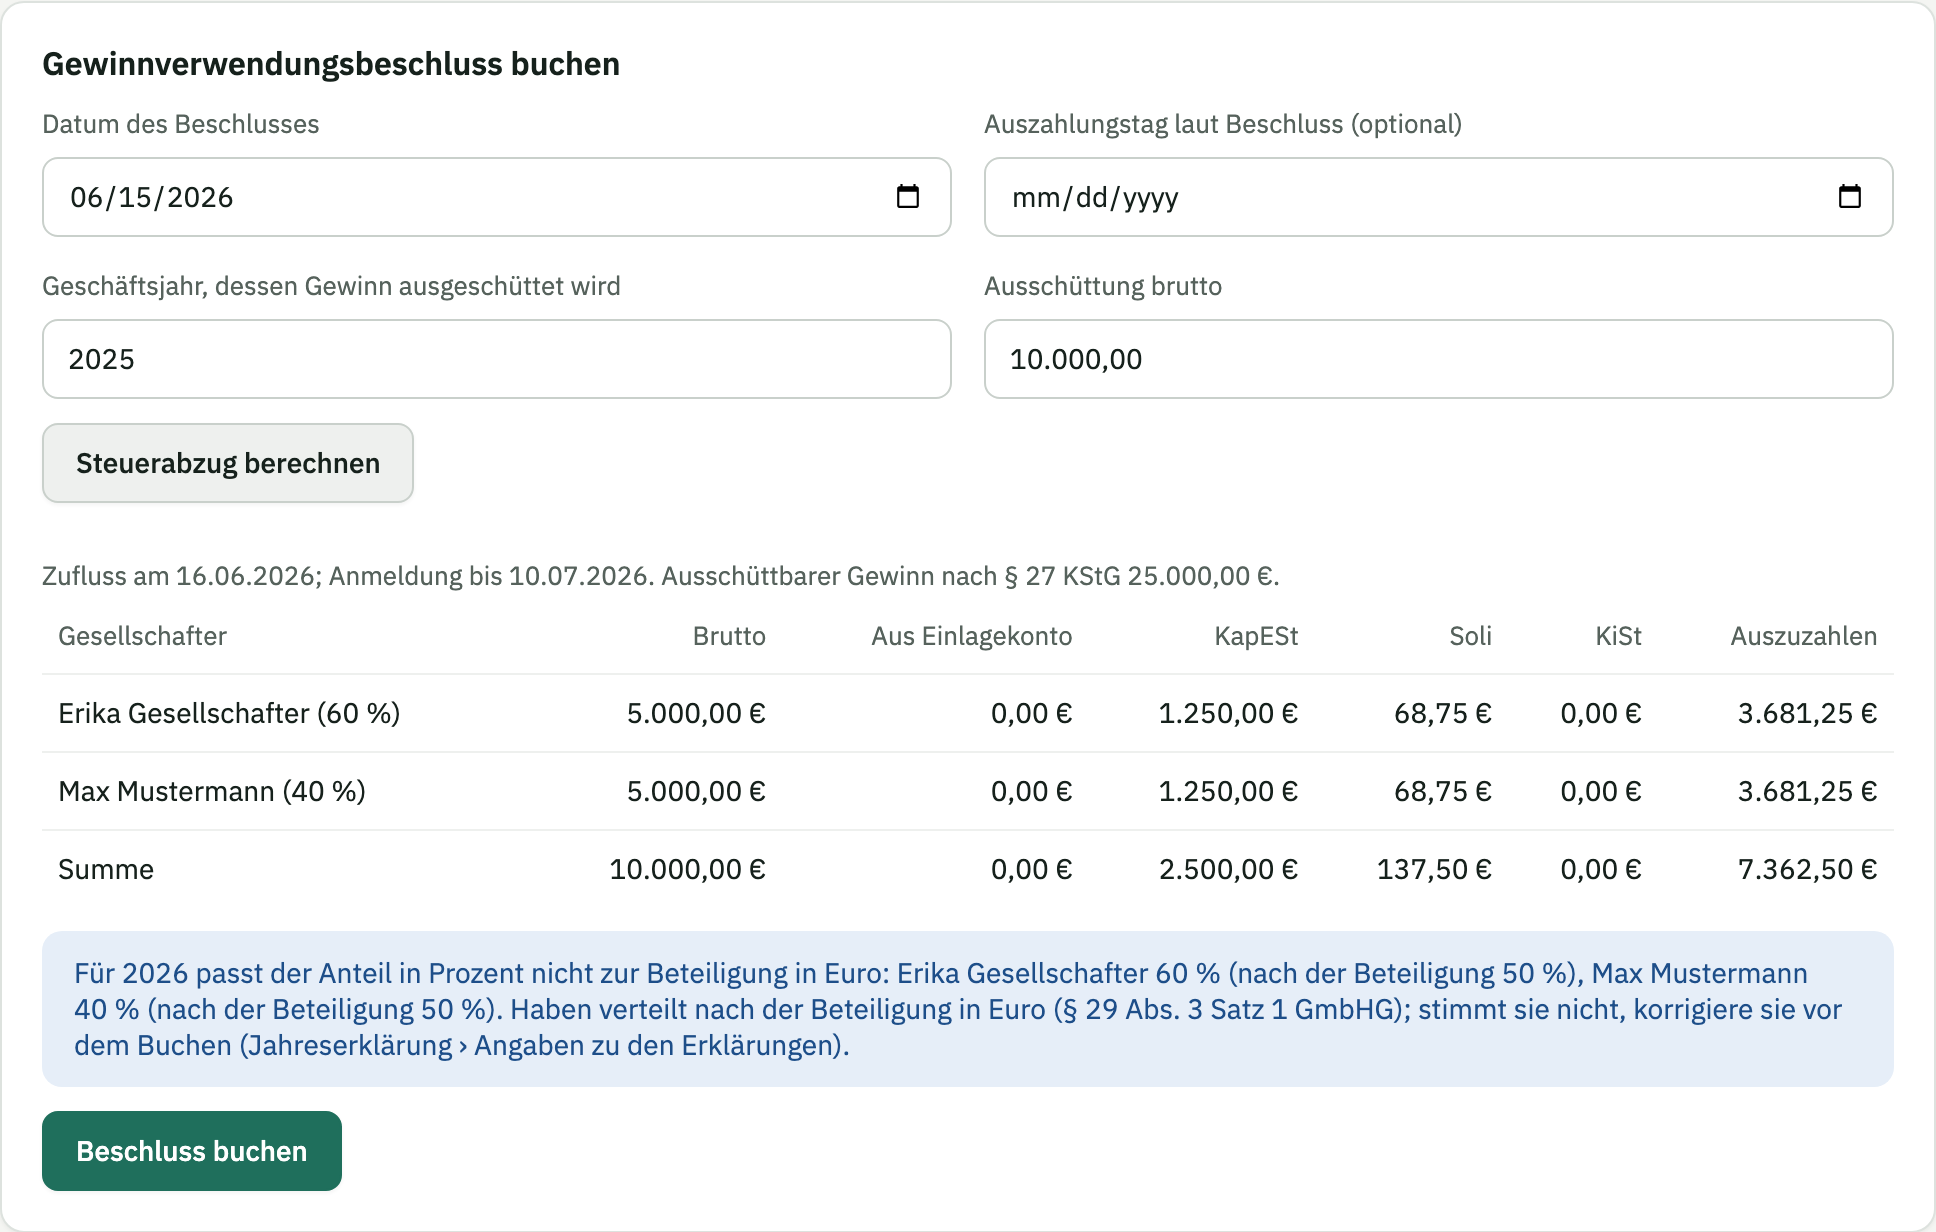 Gewinnverwendungsbeschluss buchen
Datum des Beschlusses
Auszahlungstag laut Beschluss (optional)
06/15/2026
mm/dd/yyyy
Geschäftsjahr, dessen Gewinn ausgeschüttet wird
Ausschüttung brutto
2025
10.000,00
Steuerabzug berechnen
Zufluss am 16.06.2026; Anmeldung bis 10.07.2026. Ausschüttbarer Gewinn nach § 27 KStG 25.000,00 €.
Gesellschafter Brutto Aus Einlagekonto KapESt Soli KiSt Auszuzahlen
Erika Gesellschafter (60 %) 5.000,00 € 0,00 € 1.250,00 € 68,75 € 0,00 € 3.681,25 €
Max Mustermann (40 %) 5.000,00 € 0,00 € 1.250,00 € 68,75 € 0,00 € 3.681,25 €
Summe 10.000,00 € 0,00 € 2.500,00 € 137,50 € 0,00 € 7.362,50 €
Für 2026 passt der Anteil in Prozent nicht zur Beteiligung in Euro: Erika Gesellschafter 60 % (nach der Beteiligung 50 %), Max Mustermann
40 % (nach der Beteiligung 50 %). Haben verteilt nach der Beteiligung in Euro (§ 29 Abs. 3 Satz 1 GmbHG); stimmt sie nicht, korrigiere sie vor
dem Buchen (Jahreserklärung › Angaben zu den Erklärungen).
Beschluss buchen